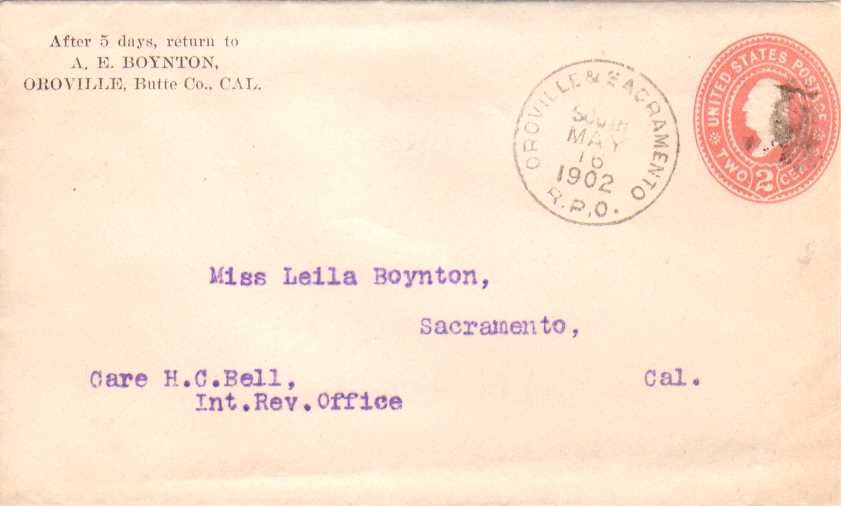 After 5 days, return to
A. E. BOYNTON,
OROVILLE, Butte Co., CAL.
OROVILLE & SACRAMENTO
SOUTH
MAY
16
1902
R.P.O.
UNITED STATES POSTAGE
TWO 2 CENTS
Miss Leila Boynton,
Sacramento,
Care H.C.Bell, Cal.
Int.Rev.Office